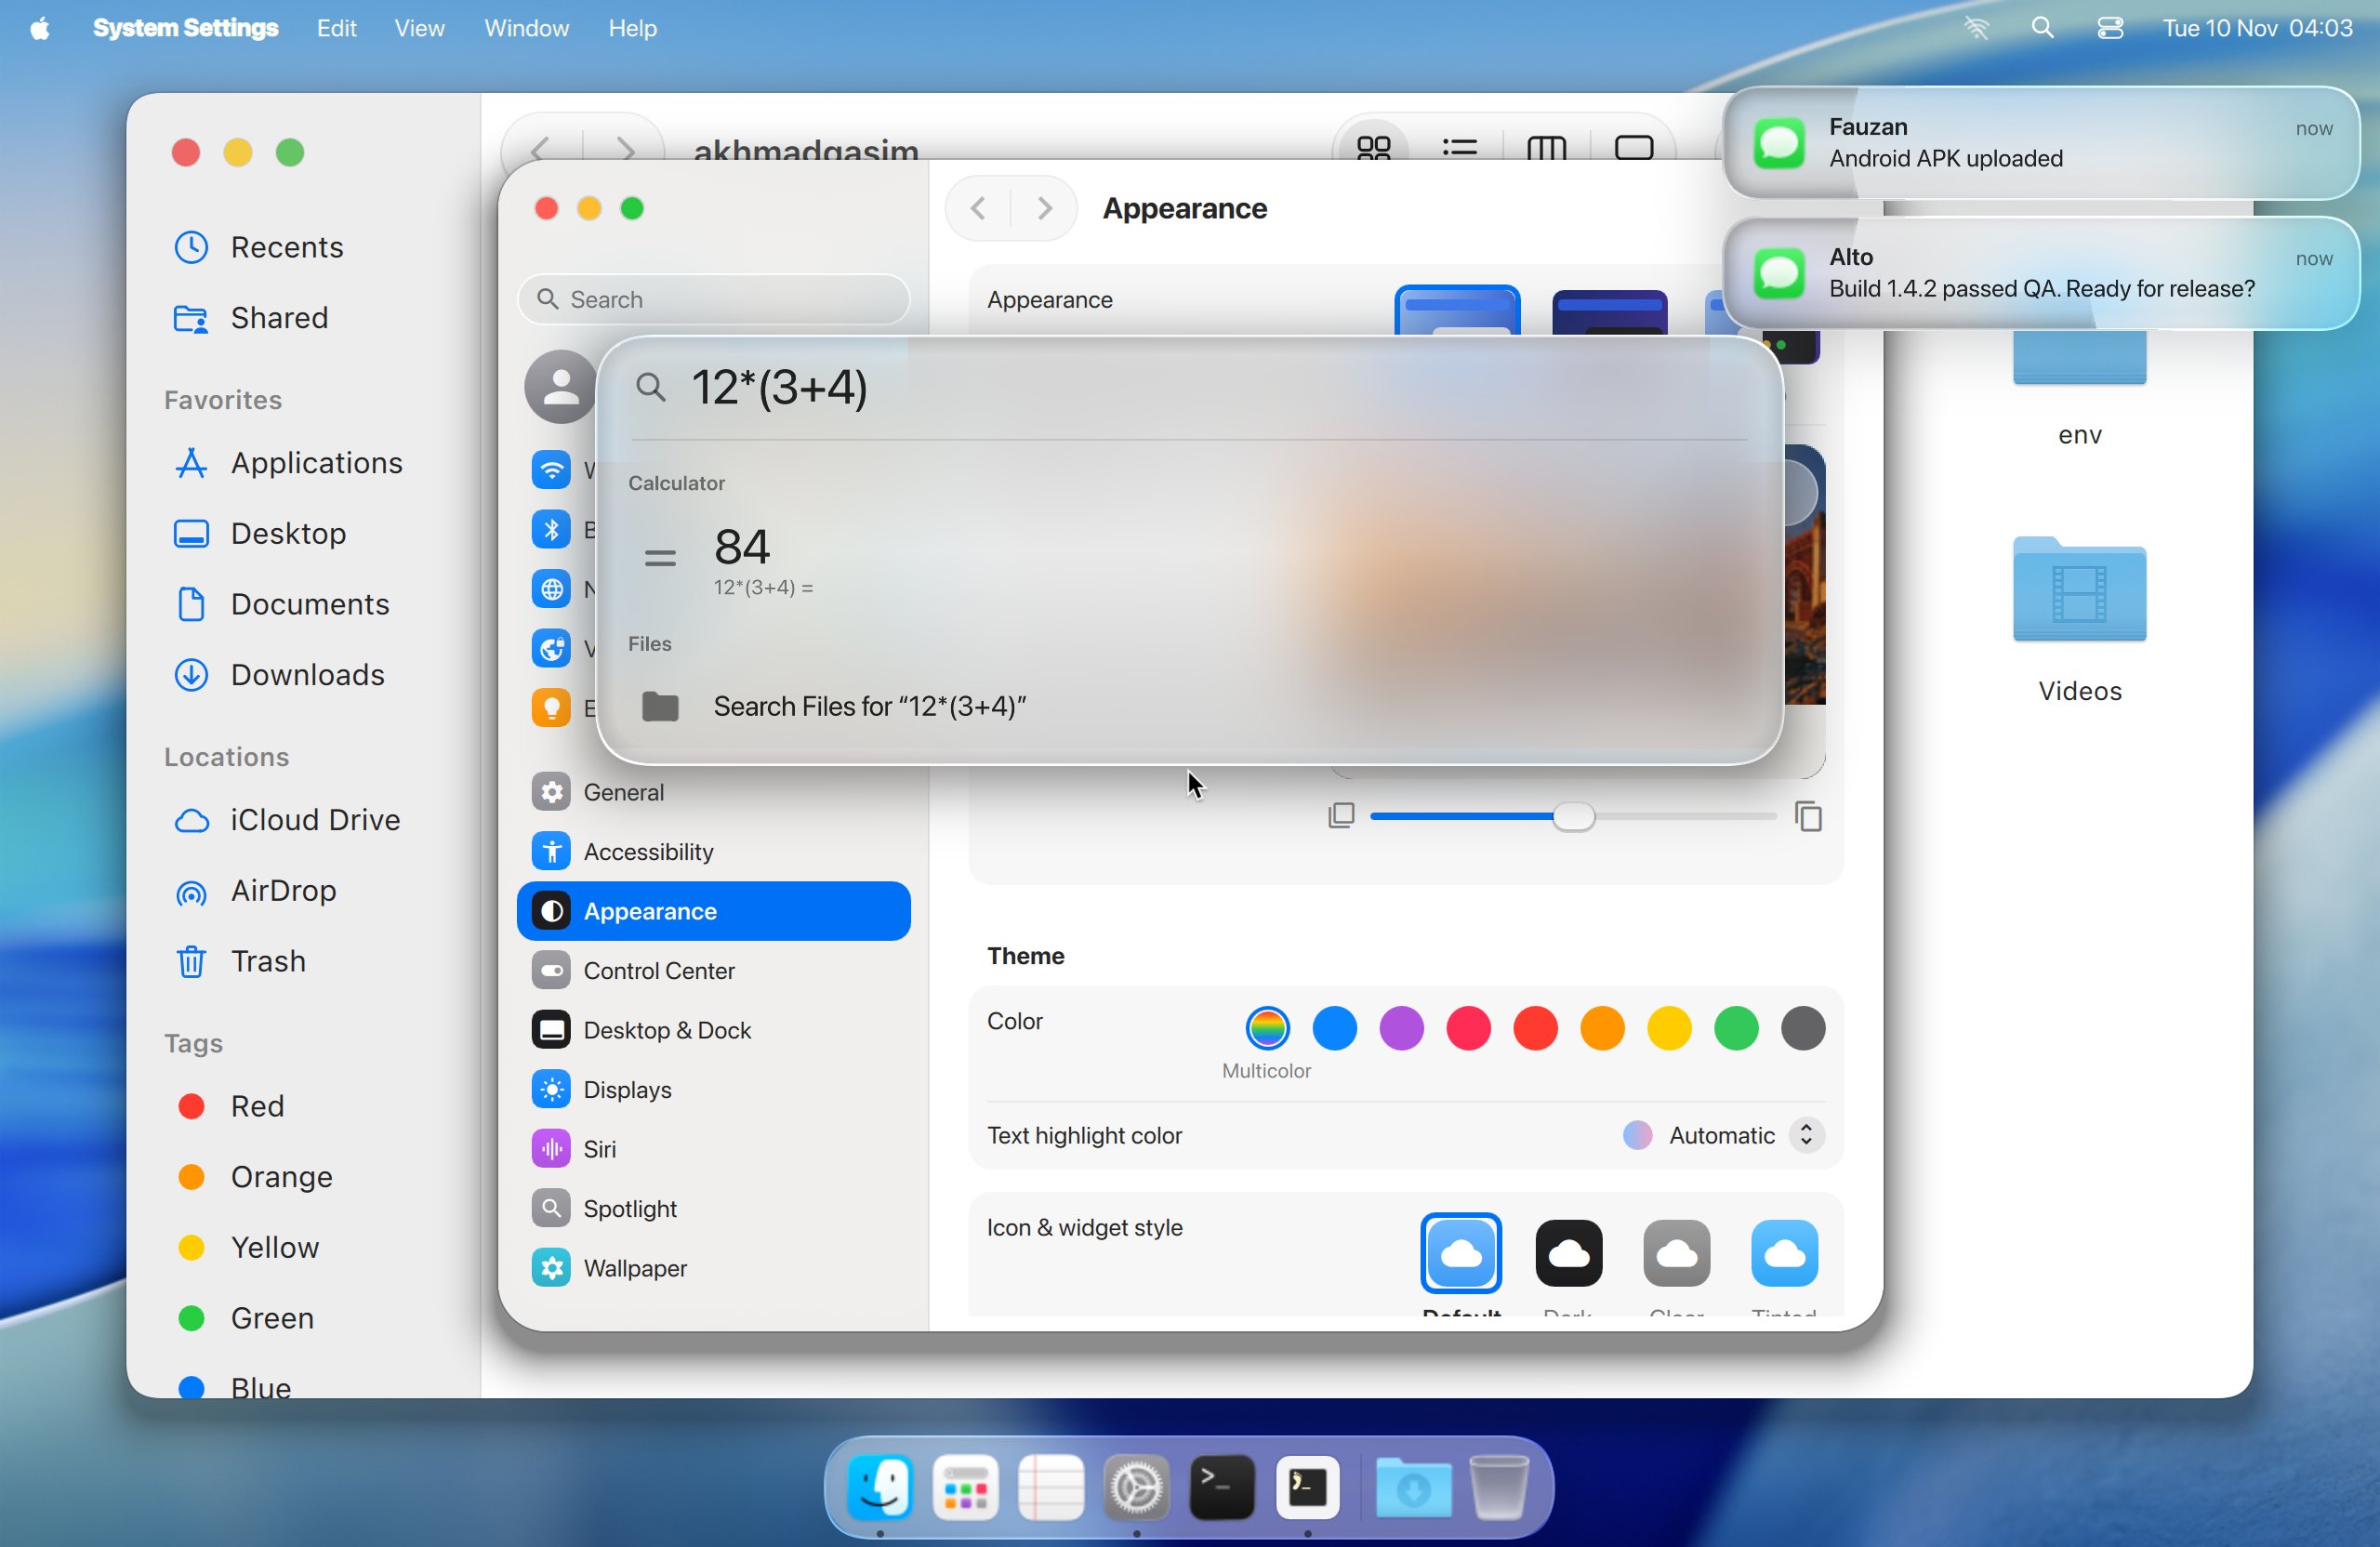 System Settings Edit View Window Help Tue 10 Nov 04:03
akhmadqasim
Recents
Shared
Favorites
Applications
Desktop
Documents
Downloads
Locations
iCloud Drive
AirDrop
Trash
Tags
Red
Orange
Yellow
Green
Blue
Search
General
Accessibility
Appearance
Control Center
Desktop & Dock
Displays
Siri
Spotlight
Wallpaper
Appearance
Appearance
12*(3+4)
Calculator
84
12*(3+4) =
Files
Search Files for “12*(3+4)”
Theme
Color
Multicolor
Text highlight color Automatic
Icon & widget style
Default Dark Clear Tinted
Fauzan now
Android APK uploaded
Alto now
Build 1.4.2 passed QA. Ready for release?
env
Videos